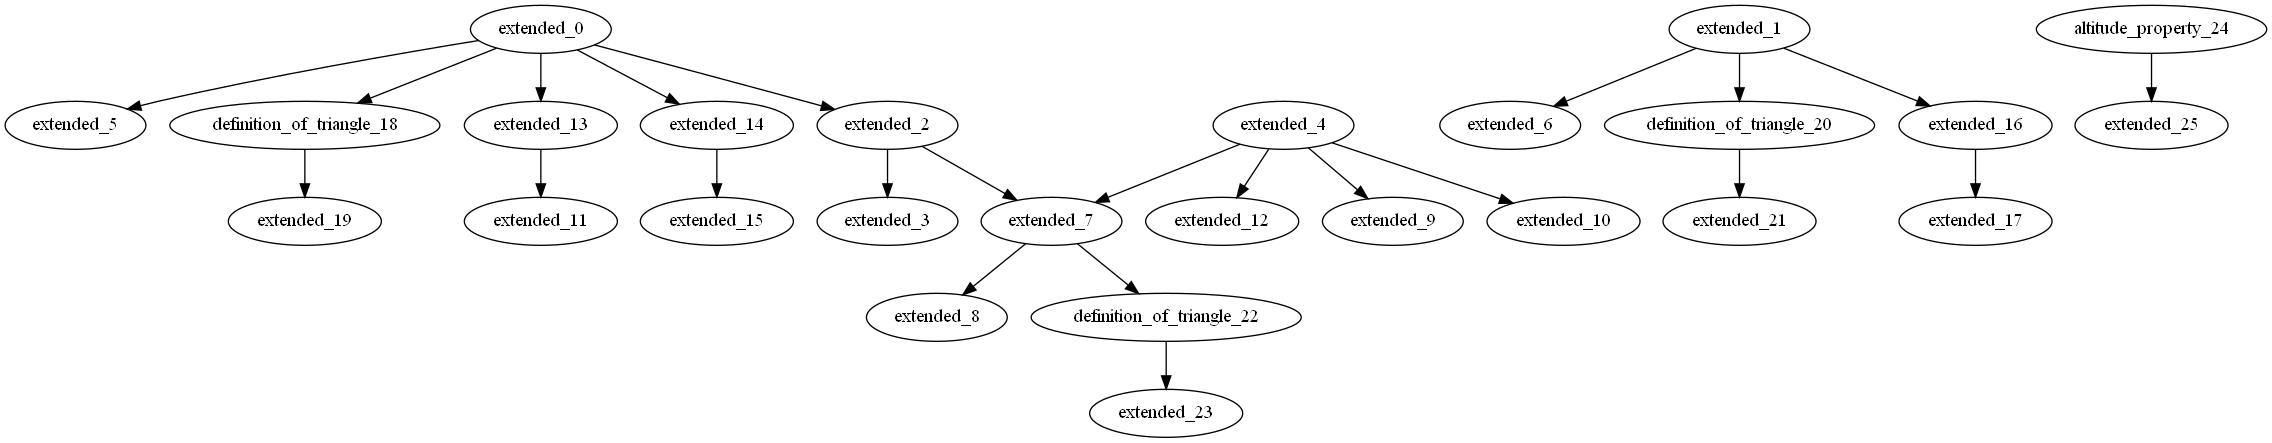 extended_0
extended_1
altitude_property_24
extended_5
definition_of_triangle_18
extended_13
extended_14
extended_2
extended_4
extended_6
definition_of_triangle_20
extended_16
extended_25
extended_19
extended_11
extended_15
extended_3
extended_7
extended_12
extended_9
extended_10
extended_21
extended_17
extended_8
definition_of_triangle_22
extended_23